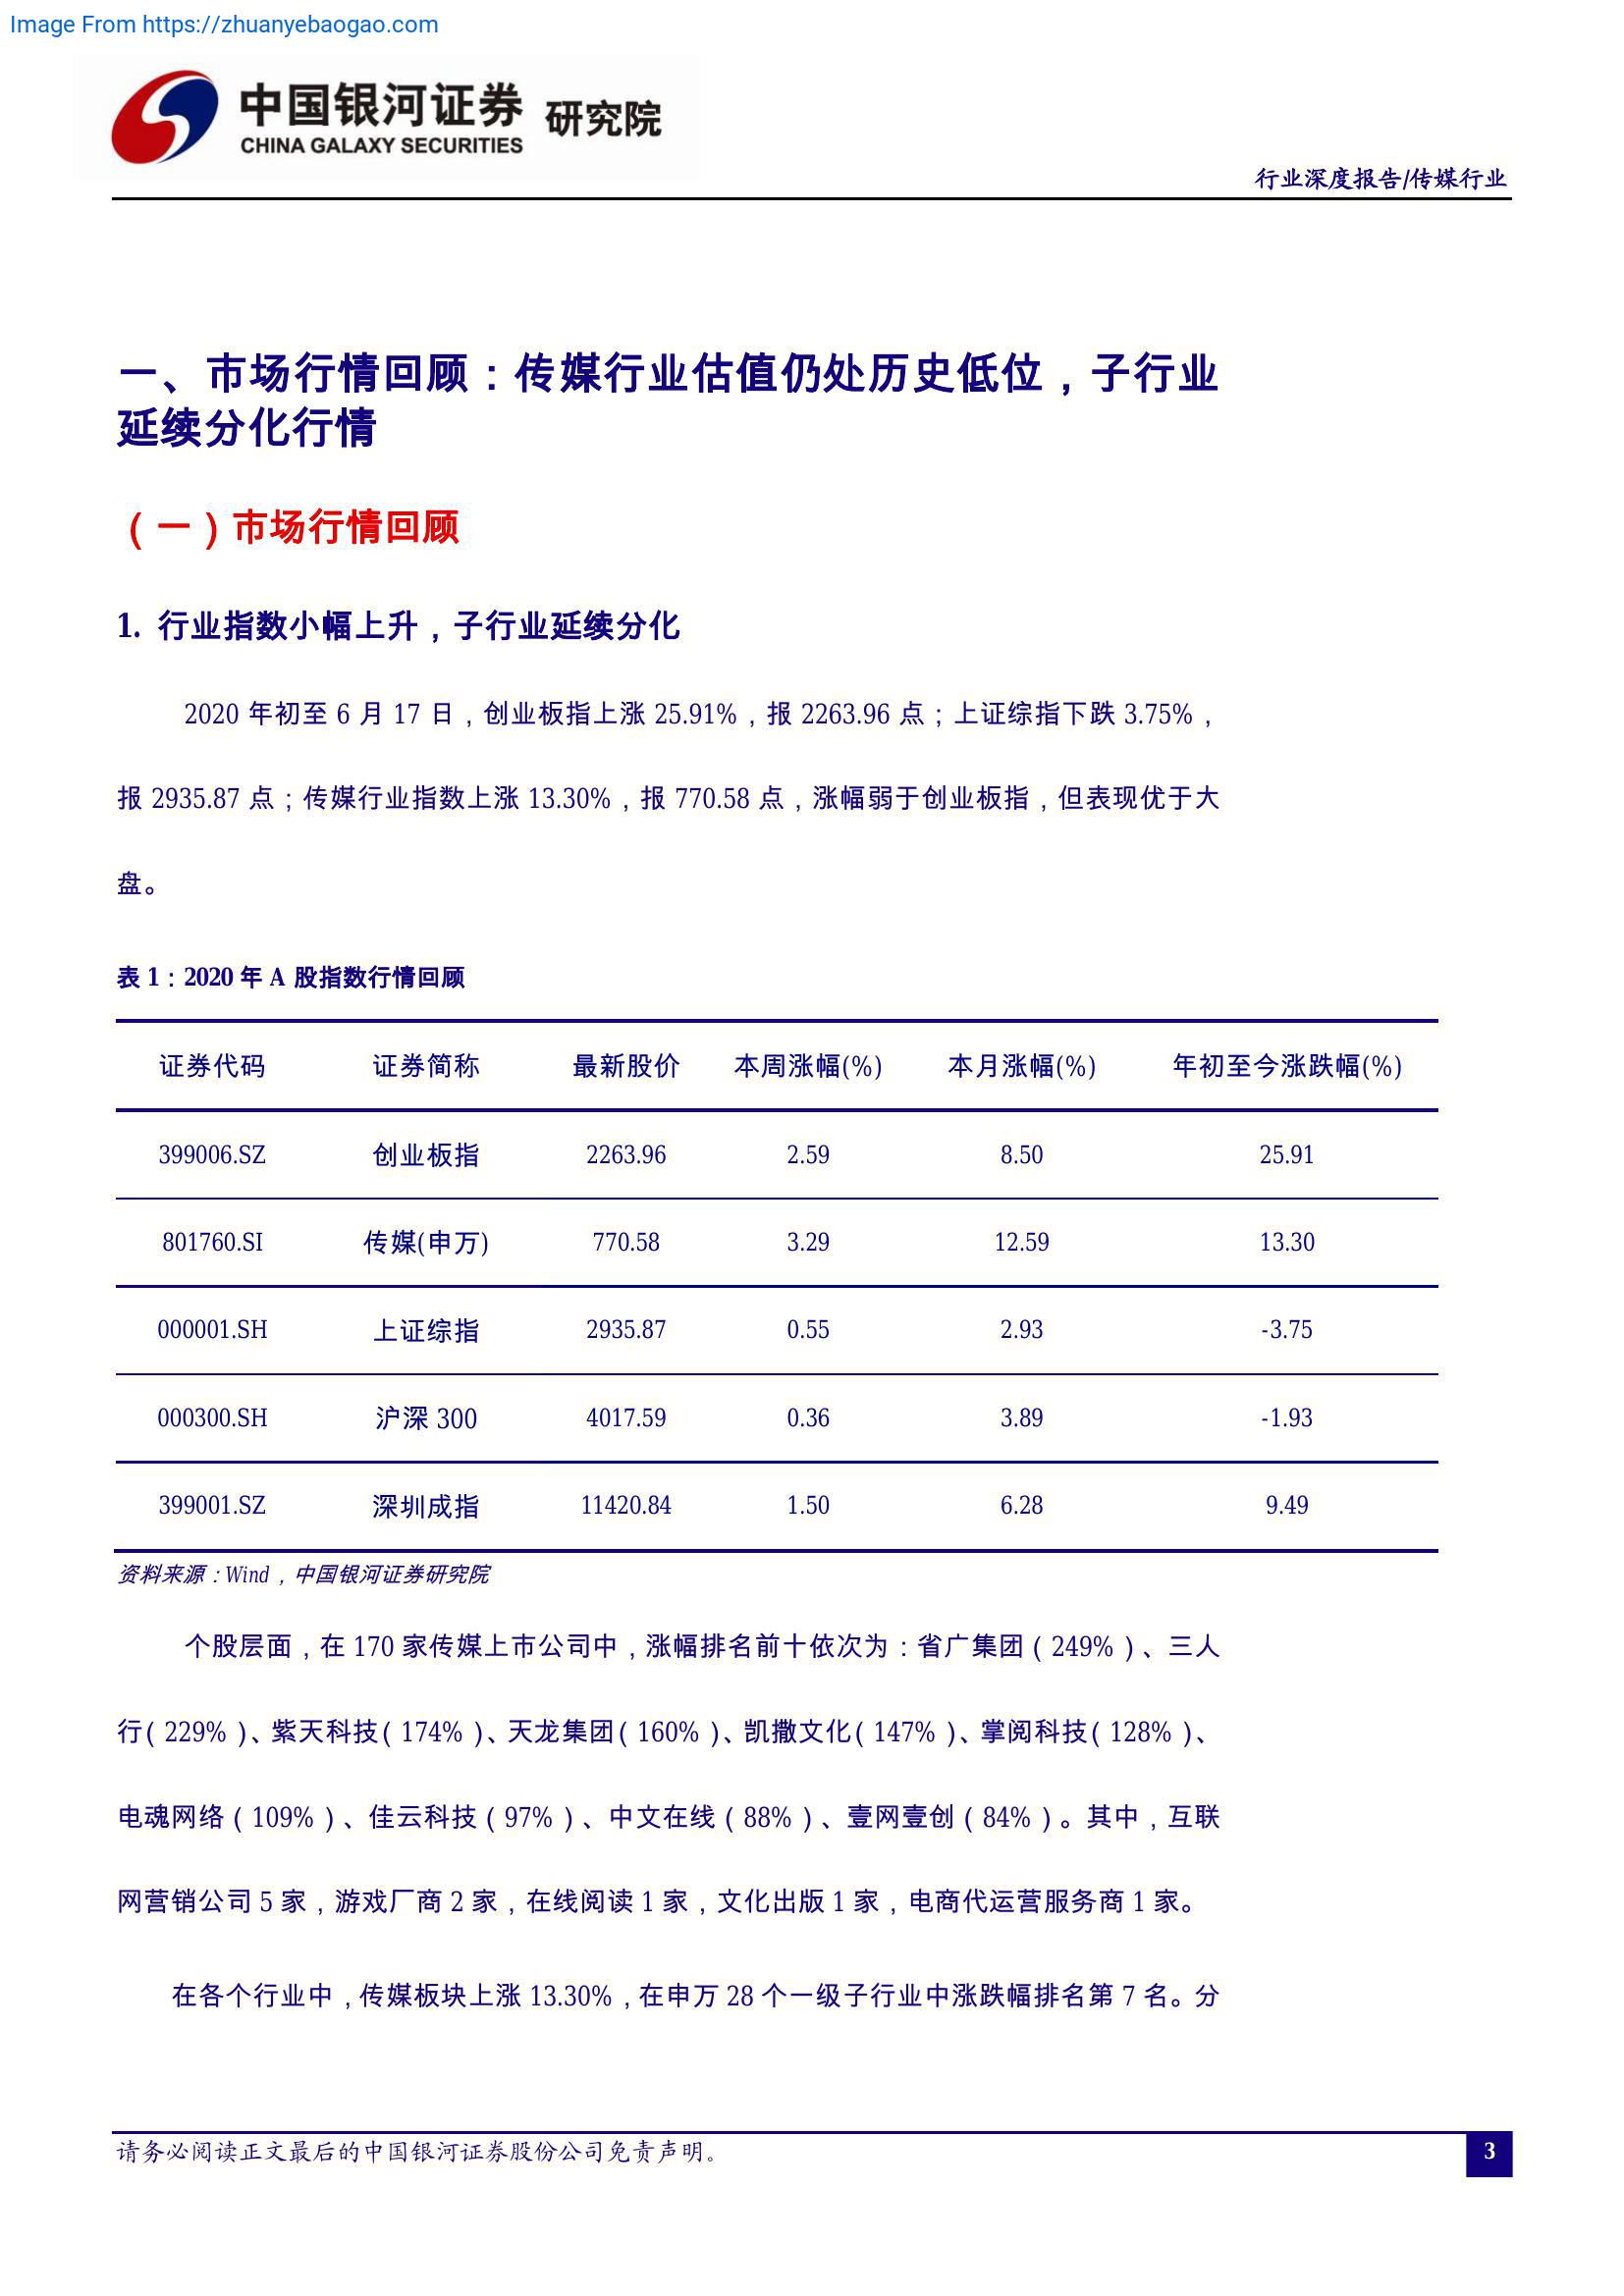 Image From https://zhuanyebaogao.com
中国银河证券 研究院
CHINA GALAXY SECURITIES
行业深度报告/传媒行业
一、市场行情回顾：传媒行业估值仍处历史低位，子行业
延续分化行情
（一）市场行情回顾
1. 行业指数小幅上升，子行业延续分化
2020 年初至 6 月 17 日，创业板指上涨 25.91%，报 2263.96 点；上证综指下跌 3.75%，
报 2935.87 点；传媒行业指数上涨 13.30%，报 770.58 点，涨幅弱于创业板指，但表现优于大
盘。
表 1：2020 年 A 股指数行情回顾
证券代码 证券简称 最新股价 本周涨幅(%) 本月涨幅(%) 年初至今涨跌幅(%)
399006.SZ 创业板指 2263.96 2.59 8.50 25.91
801760.SI 传媒(申万) 770.58 3.29 12.59 13.30
000001.SH 上证综指 2935.87 0.55 2.93 -3.75
000300.SH 沪深 300 4017.59 0.36 3.89 -1.93
399001.SZ 深圳成指 11420.84 1.50 6.28 9.49
资料来源：Wind，中国银河证券研究院
个股层面，在 170 家传媒上市公司中，涨幅排名前十依次为：省广集团（249%）、三人
行（229%）、紫天科技（174%）、天龙集团（160%）、凯撒文化（147%）、掌阅科技（128%）、
电魂网络（109%）、佳云科技（97%）、中文在线（88%）、壹网壹创（84%）。其中，互联
网营销公司 5 家，游戏厂商 2 家，在线阅读 1 家，文化出版 1 家，电商代运营服务商 1 家。
在各个行业中，传媒板块上涨 13.30%，在申万 28 个一级子行业中涨跌幅排名第 7 名。分
请务必阅读正文最后的中国银河证券股份公司免责声明。
3